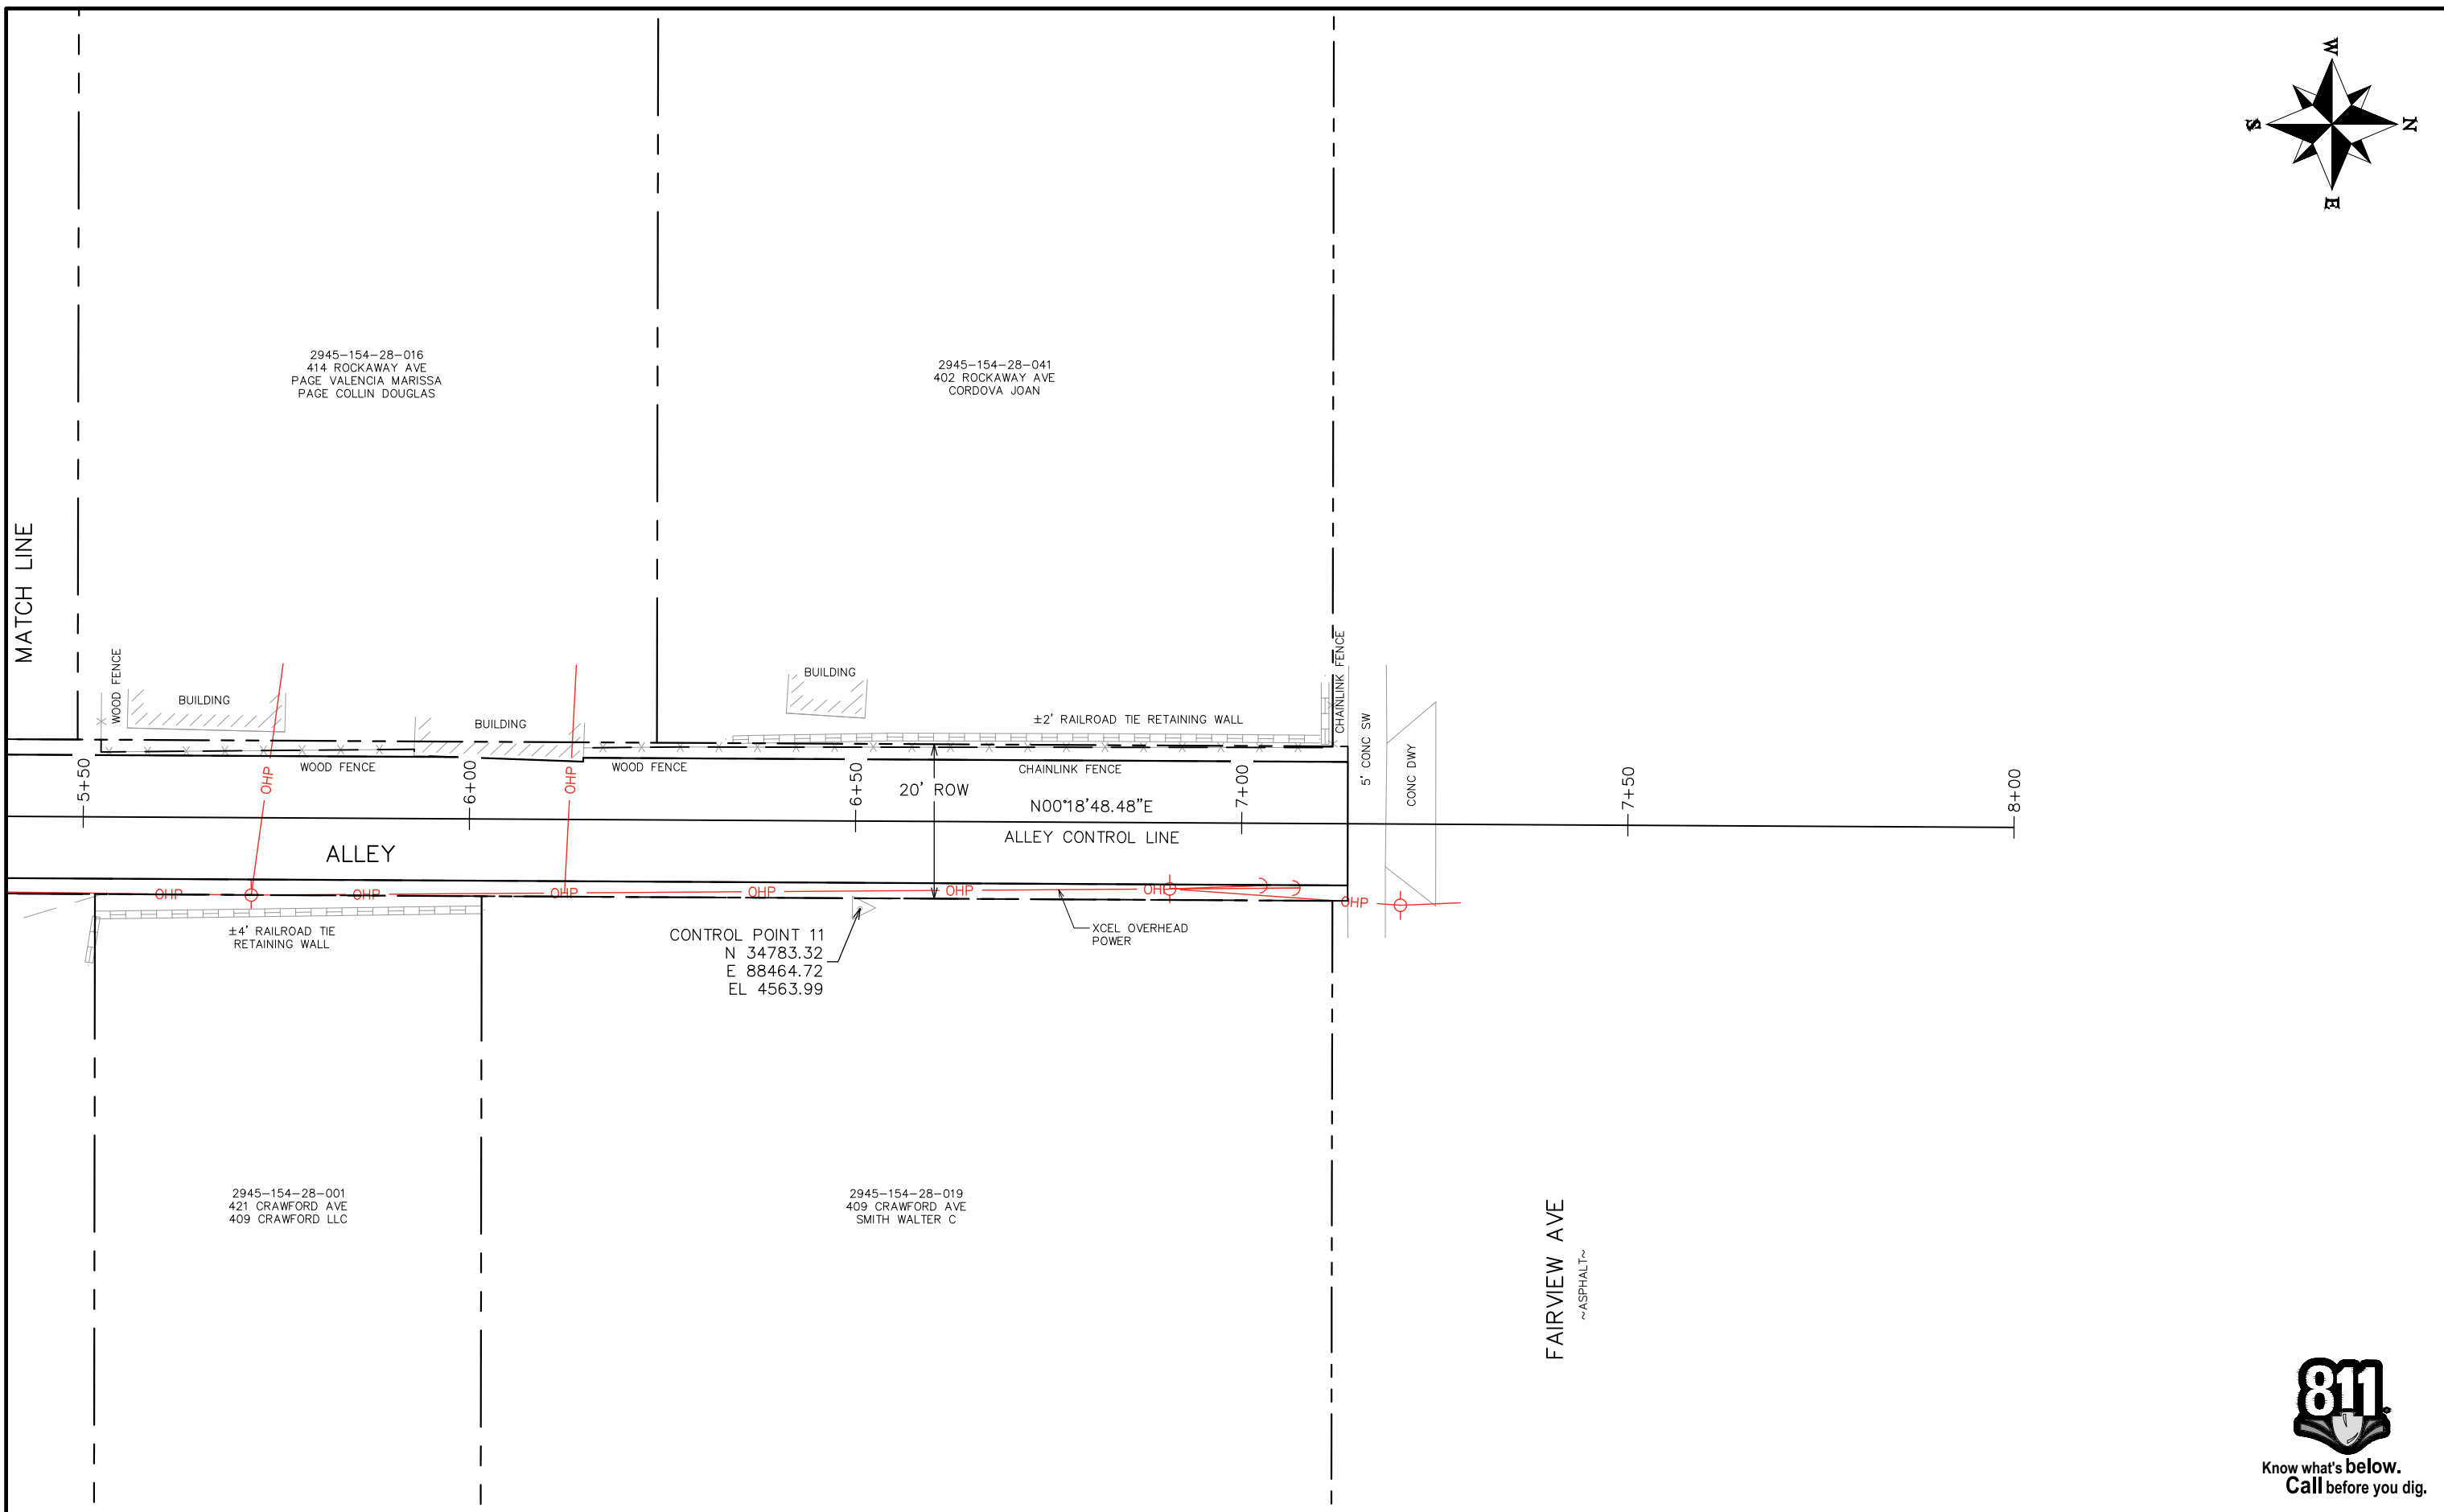 W
S
N
E
2945-154-28-016
414 ROCKAWAY AVE
PAGE VALENCIA MARISSA
PAGE COLLIN DOUGLAS
2945-154-28-041
402 ROCKAWAY AVE
CORDOVA JOAN
MATCH LINE
WOOD FENCE
BUILDING
BUILDING
BUILDING
±2' RAILROAD TIE RETAINING WALL
CHAINLINK FENCE
5' CONC SW
CONC DWY
WOOD FENCE
WOOD FENCE
CHAINLINK FENCE
5+50
OHP
6+00
OHP
6+50
20' ROW
N00°18'48.48"E
7+00
7+50
8+00
ALLEY CONTROL LINE
ALLEY
OHP
OHP
OHP
OHP
OHP
OHP
OHP
±4' RAILROAD TIE
RETAINING WALL
CONTROL POINT 11
N 34783.32
E 88464.72
EL 4563.99
XCEL OVERHEAD
POWER
2945-154-28-001
421 CRAWFORD AVE
409 CRAWFORD LLC
2945-154-28-019
409 CRAWFORD AVE
SMITH WALTER C
FAIRVIEW AVE
~ASPHALT~
811
Know what's below.
Call before you dig.